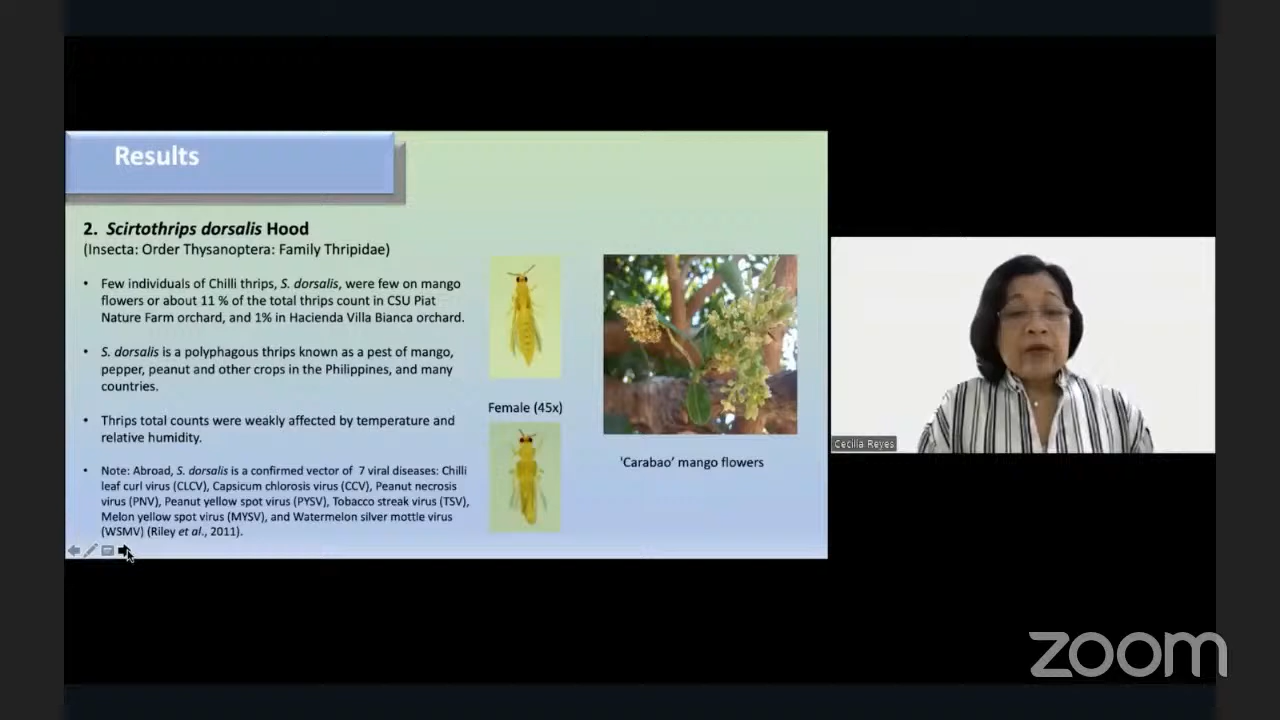 Results
2. Scirtothrips dorsalis Hood
(Insecta: Order Thysanoptera: Family Thripidae)
• Few individuals of Chilli thrips, S. dorsalis, were few on mango
flowers or about 11 % of the total thrips count in CSU Piat
Nature Farm orchard, and 1% in Hacienda Villa Bianca orchard.
• S. dorsalis is a polyphagous thrips known as a pest of mango,
pepper, peanut and other crops in the Philippines, and many
countries.
• Thrips total counts were weakly affected by temperature and
relative humidity.
• Note: Abroad, S. dorsalis is a confirmed vector of 7 viral diseases: Chilli
leaf curl virus (CLCV), Capsicum chlorosis virus (CCV), Peanut necrosis
virus (PNV), Peanut yellow spot virus (PYSV), Tobacco streak virus (TSV),
Melon yellow spot virus (MYSV), and Watermelon silver mottle virus
(WSMV) (Riley et al., 2011).
Female (45x)
'Carabao' mango flowers
Cecilia Reyes
zoom